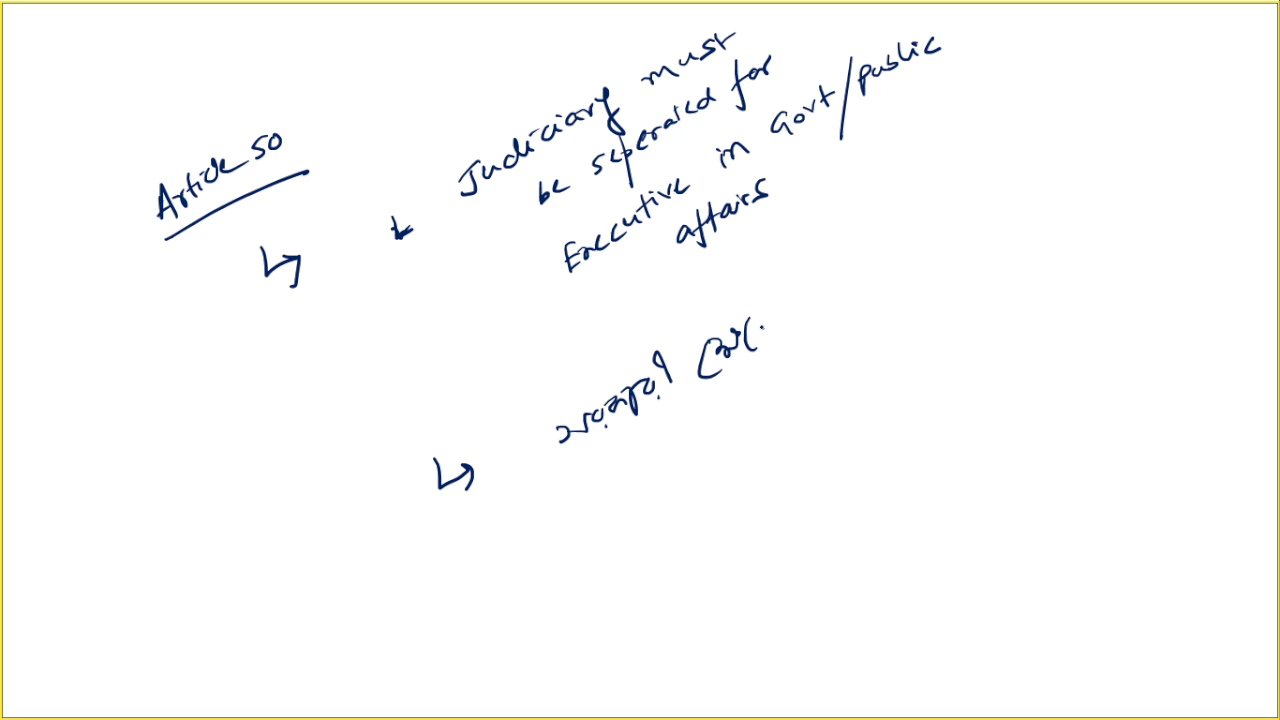 Article 50
Judiciary must
be seperated for
Executive in Govt/public
affairs